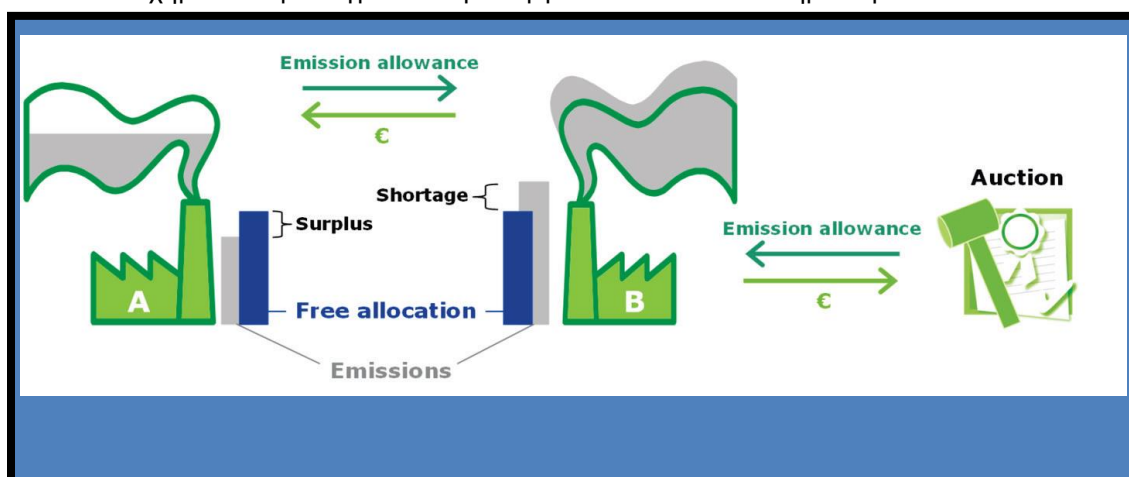 Emission allowance
€
Shortage
Surplus
Auction
Emission allowance
€
A
B
Free allocation
Emissions